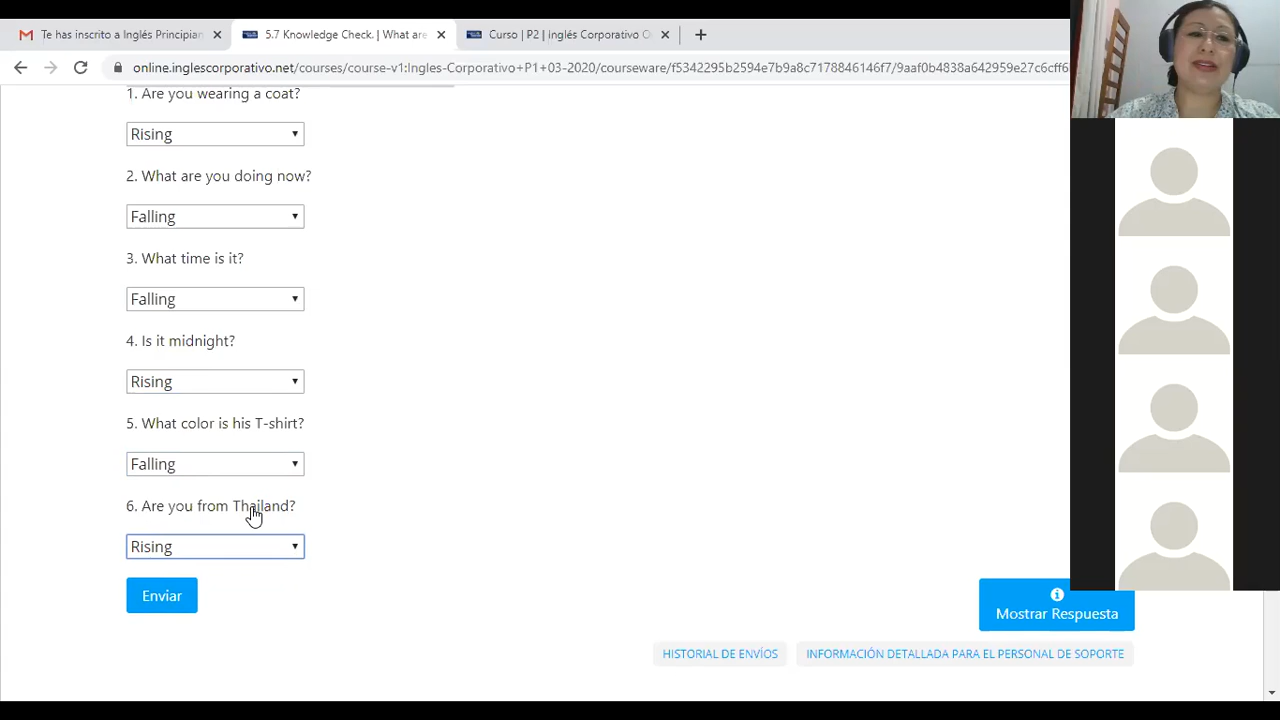 Te has inscrito a Inglés Principian
5.7 Knowledge Check. | What are
Curso | P2 | inglés Corporativo O
online.inglescorporativo.net/courses/course-v1:Ingles-Corporativo+P1+03-2020/courseware/f5342295b2594e7b9a8c7178846146f7/9aaf0b4838a642959e27c6cff6
1. Are you wearing a coat?
Rising
2. What are you doing now?
Falling
3. What time is it?
Falling
4. Is it midnight?
Rising
5. What color is his T-shirt?
Falling
6. Are you from Thailand?
Rising
Enviar
Mostrar Respuesta
HISTORIAL DE ENVÍOS
INFORMACIÓN DETALLADA PARA EL PERSONAL DE SOPORTE